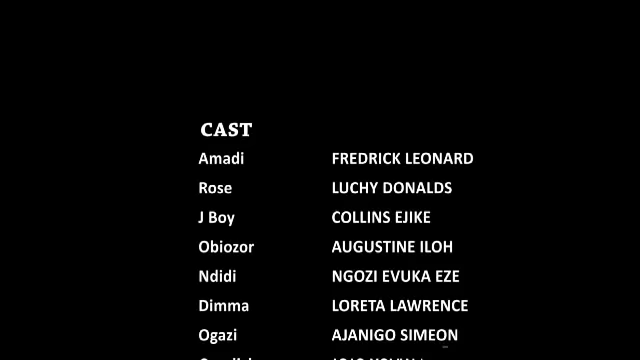 CAST
Amadi FREDRICK LEONARD
Rose LUCHY DONALDS
J Boy COLLINS EJIKE
Obiozor AUGUSTINE ILOH
Ndidi NGOZI EVUKA EZE
Dimma LORETA LAWRENCE
Ogazi AJANIGO SIMEON